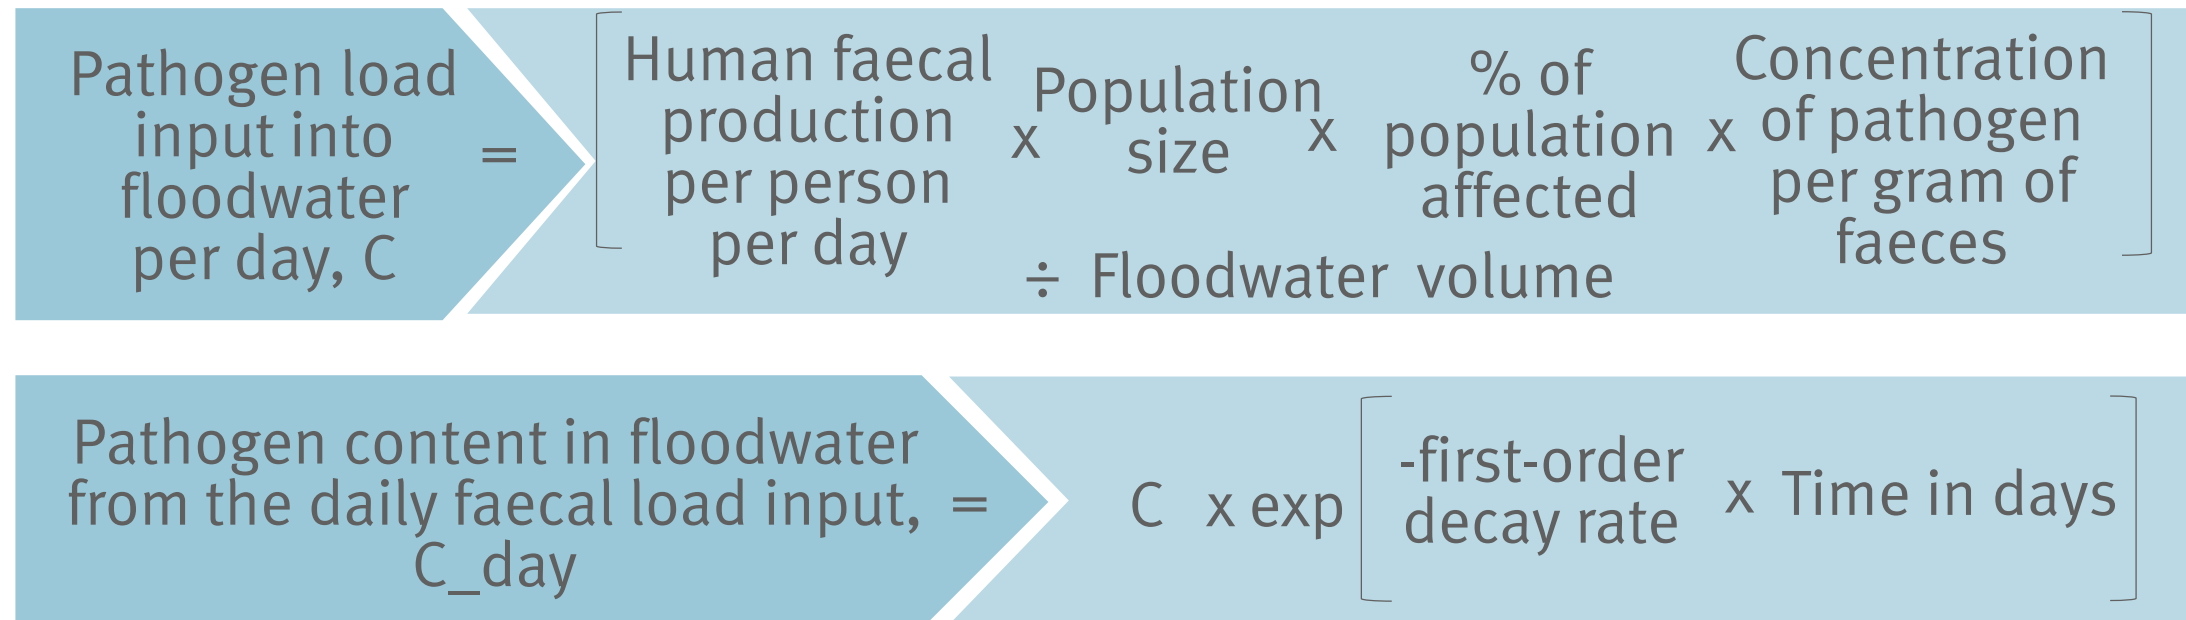 Pathogen load
input into
floodwater
per day, C
=
Human faecal
production
per person
per day
x
Population
size
x
% of
population
affected
x
Concentration
of pathogen
per gram of
faeces
÷ Floodwater volume
Pathogen content in floodwater
from the daily faecal load input,
C_day
=
C x exp
-first-order
decay rate
x Time in days